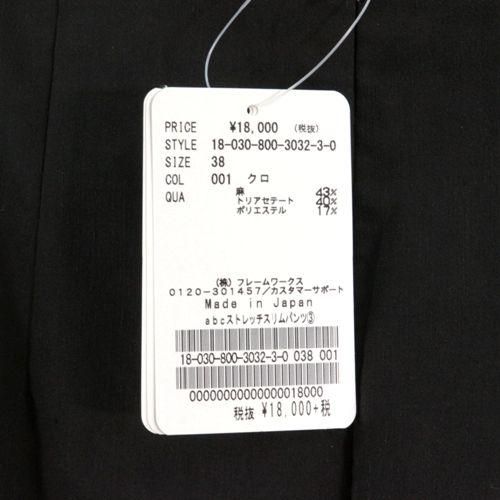 PRICE ¥18,000 (税抜)
STYLE 18-030-800-3032-3-0
SIZE 38
COL 001 クロ
QUA 麻 43%
トリアセテート 40%
ポリエステル 17%
(株) フレームワークス
0120-301457/カスタマーサポート
Made in Japan
abcストレッチスリムパンツ③
18-030-800-3032-3-0 038 001
00000000000000018000
税抜 ¥18,000+税